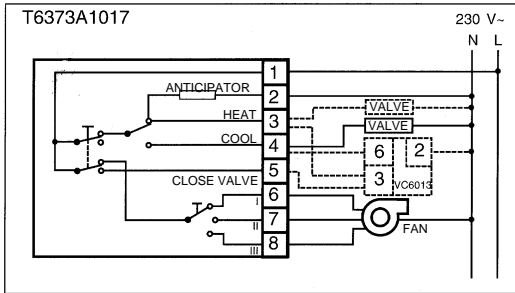 T6373A1017
230 V~
N L
1
ANTICIPATOR
2
HEAT
3
VALVE
COOL
4
VALVE
6 2
5
3
VC6013
CLOSE VALVE
6
I
7
II
FAN
8
III